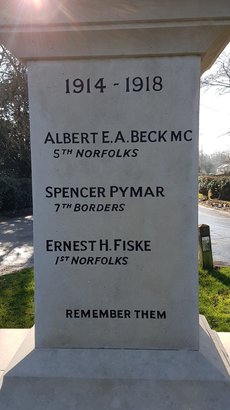 1914 - 1918
ALBERT E.A. BECK MC
5TH NORFOLKS
SPENCER PYMAR
7TH BORDERS
ERNEST H. FISKE
1ST NORFOLKS
REMEMBER THEM